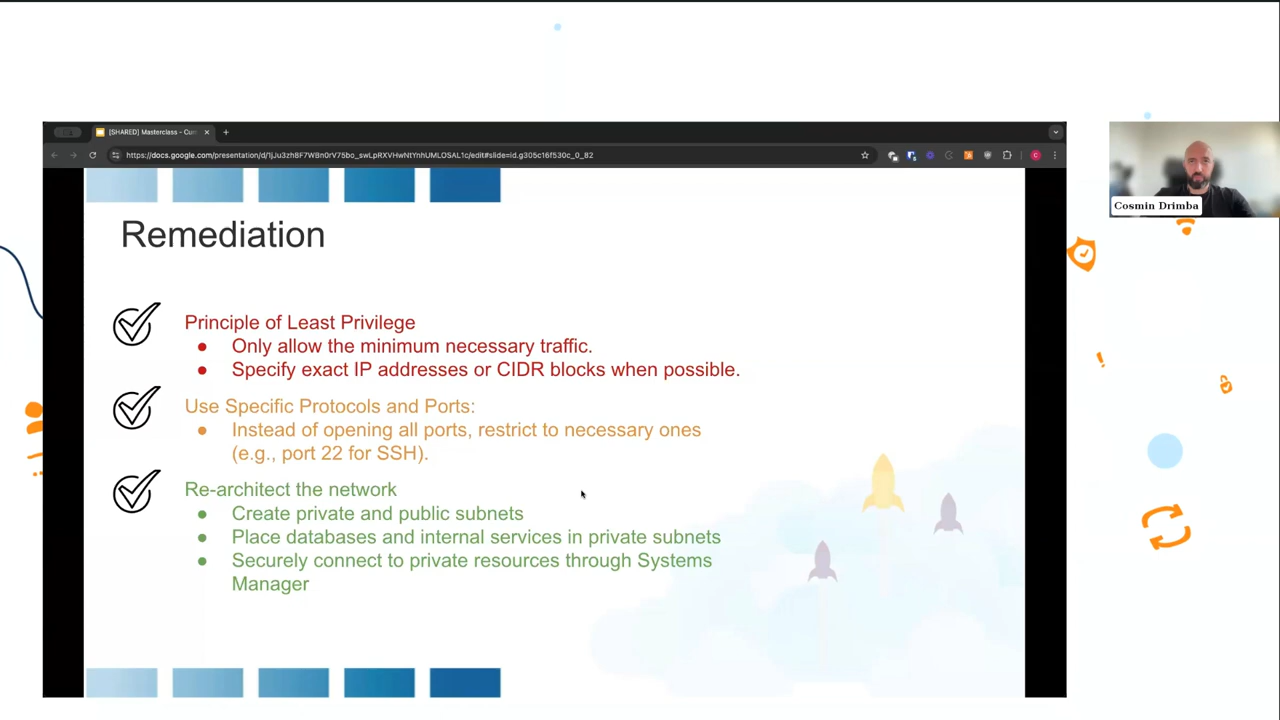 [SHARED] Masterclass - Cus
https://docs.google.com/presentation/d/1jJu3zh8F7WBn0rV75bo_swLpRXVHwNtYnhUMLOSAL1c/edit#slide=id.g305c16f530c_0_82
Cosmin Drimba
Remediation
Principle of Least Privilege
● Only allow the minimum necessary traffic.
● Specify exact IP addresses or CIDR blocks when possible.
Use Specific Protocols and Ports:
● Instead of opening all ports, restrict to necessary ones
(e.g., port 22 for SSH).
Re-architect the network
● Create private and public subnets
● Place databases and internal services in private subnets
● Securely connect to private resources through Systems
Manager